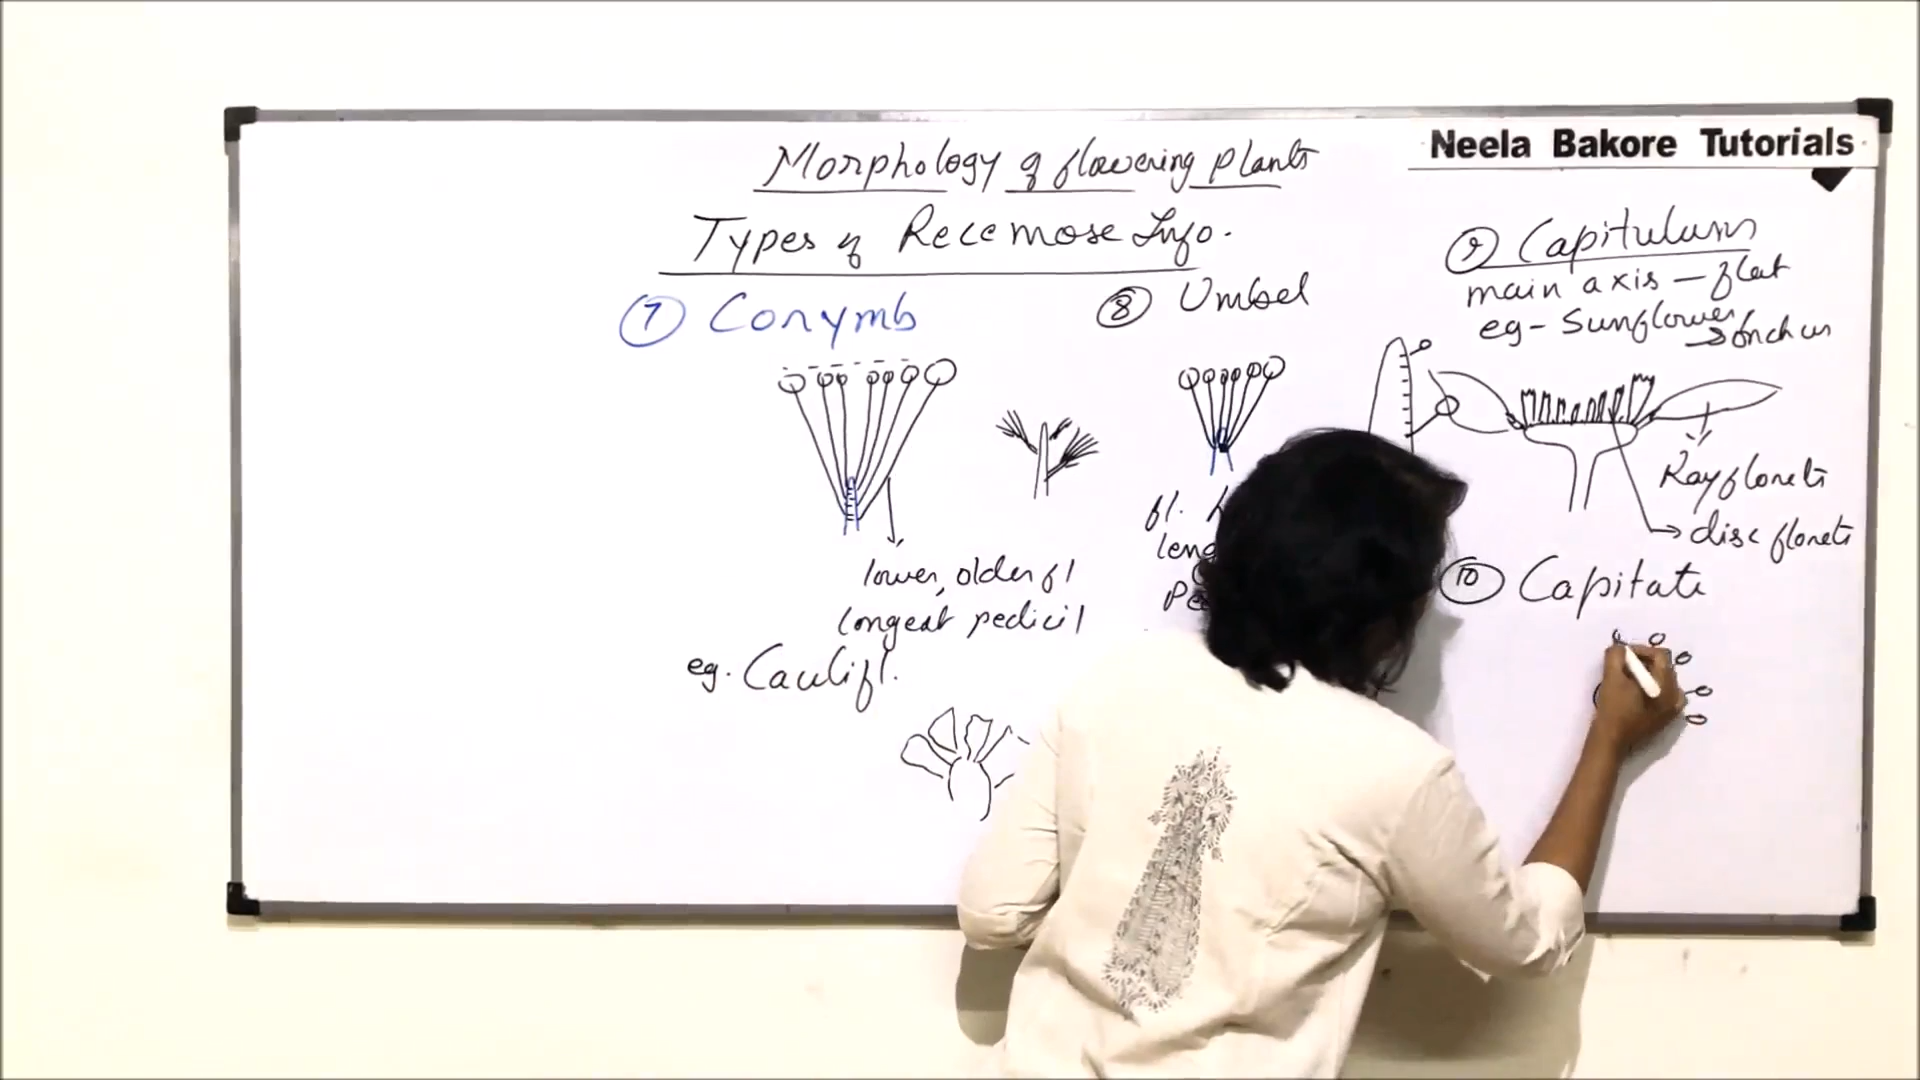 Neela Bakore Tutorials
Morphology of flowering plants
Types of Recemose Info.
7 Corymb
lower, older fl
longest pedicil
eg. Caulifl.
8 Umbel
fl.
9 Capitulum
main axis - flat
eg - Sunflower
Sonchus
Ray florets
disc florets
10 Capitate